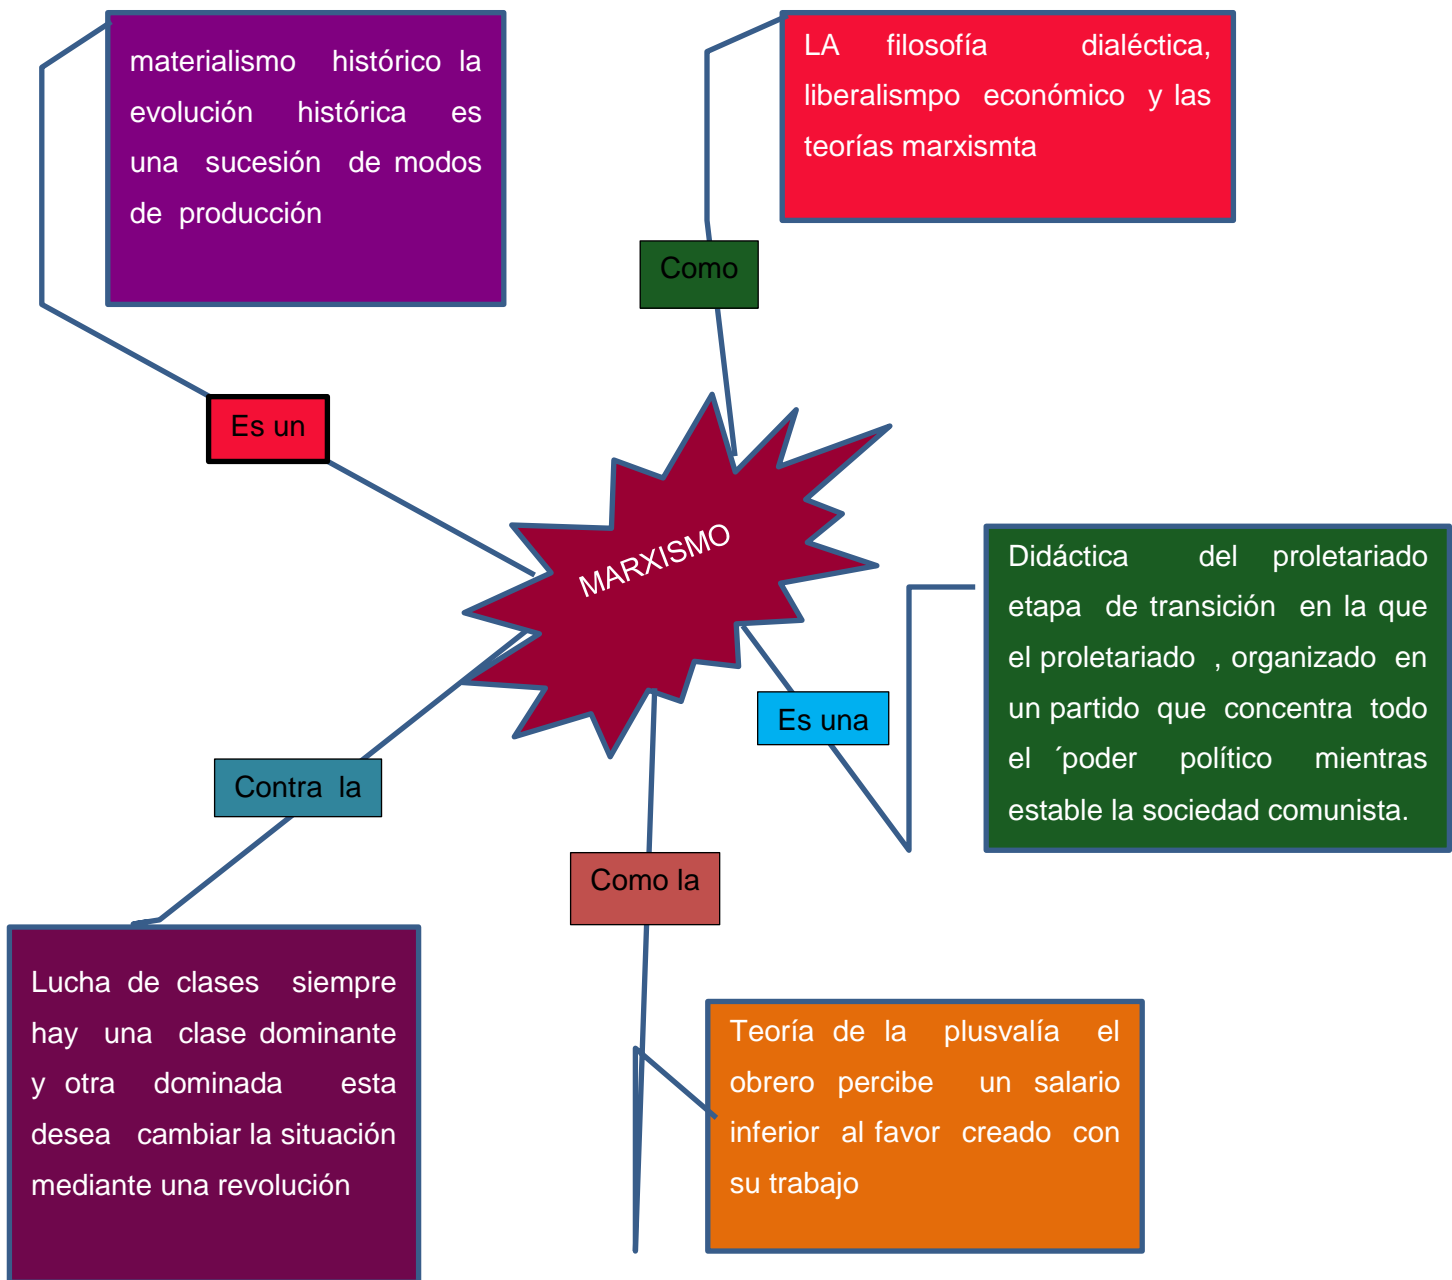 materialismo histórico la
evolución histórica es
una sucesión de modos
de producción
LA filosofía dialéctica,
liberalismpo económico y las
teorías marxismta
Como
Es un
MARXISMO
Didáctica del proletariado
etapa de transición en la que
el proletariado , organizado en
un partido que concentra todo
el ´poder político mientras
estable la sociedad comunista.
Es una
Contra la
Como la
Lucha de clases siempre
hay una clase dominante
y otra dominada esta
desea cambiar la situación
mediante una revolución
Teoría de la plusvalía el
obrero percibe un salario
inferior al favor creado con
su trabajo